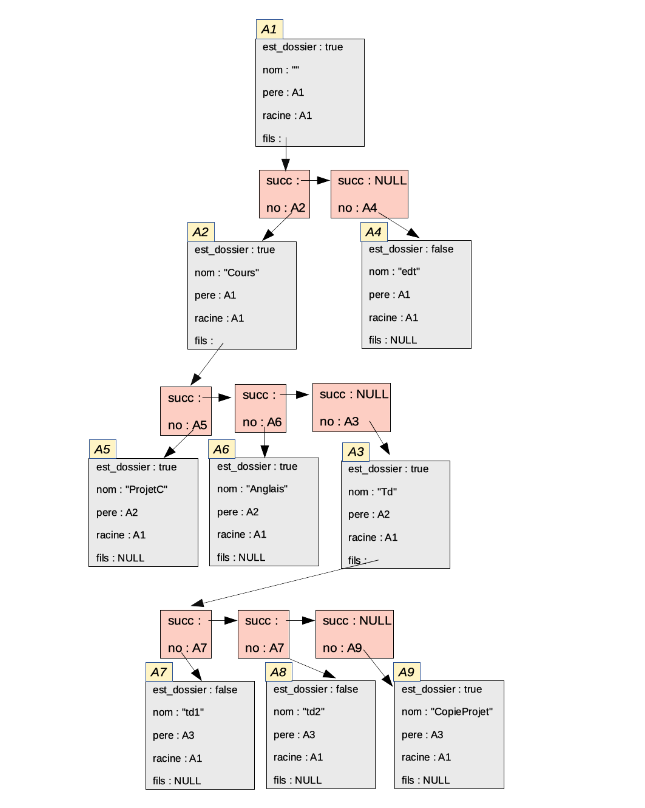 A1
est_dossier : true
nom : ""
pere : A1
racine : A1
fils :
succ :
no : A2
succ : NULL
no : A4
A2
est_dossier : true
nom : "Cours"
pere : A1
racine : A1
fils :
A4
est_dossier : false
nom : "edt"
pere : A1
racine : A1
fils : NULL
succ :
no : A5
succ :
no : A6
succ : NULL
no : A3
A5
est_dossier : true
nom : "ProjetC"
pere : A2
racine : A1
fils : NULL
A6
est_dossier : true
nom : "Anglais"
pere : A2
racine : A1
fils : NULL
A3
est_dossier : true
nom : "Td"
pere : A2
racine : A1
fils :
succ :
no : A7
succ :
no : A7
succ : NULL
no : A9
A7
est_dossier : false
nom : "td1"
pere : A3
racine : A1
fils : NULL
A8
est_dossier : false
nom : "td2"
pere : A3
racine : A1
fils : NULL
A9
est_dossier : true
nom : "CopieProjet"
pere : A3
racine : A1
fils : NULL